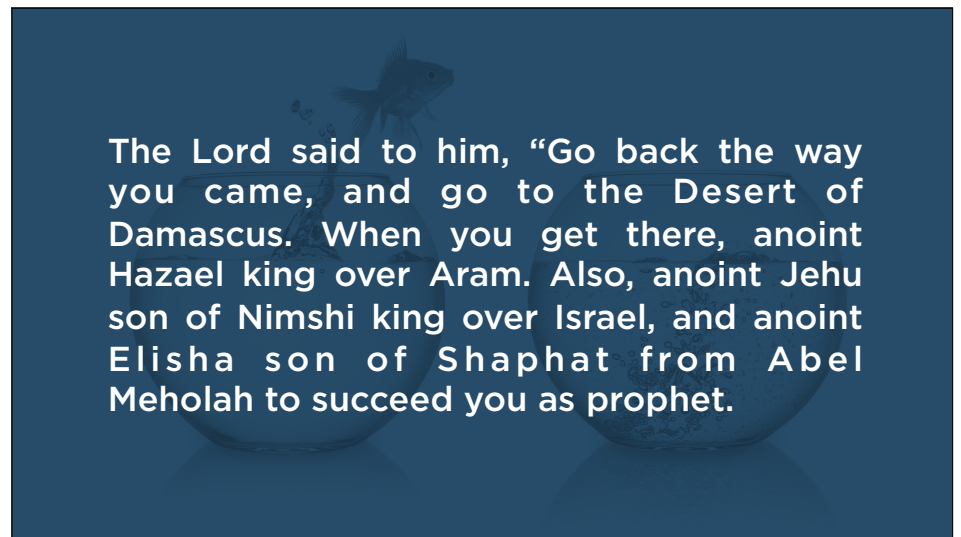 The Lord said to him, “Go back the way
you came, and go to the Desert of
Damascus. When you get there, anoint
Hazael king over Aram. Also, anoint Jehu
son of Nimshi king over Israel, and anoint
Elisha son of Shaphat from Abel
Meholah to succeed you as prophet.